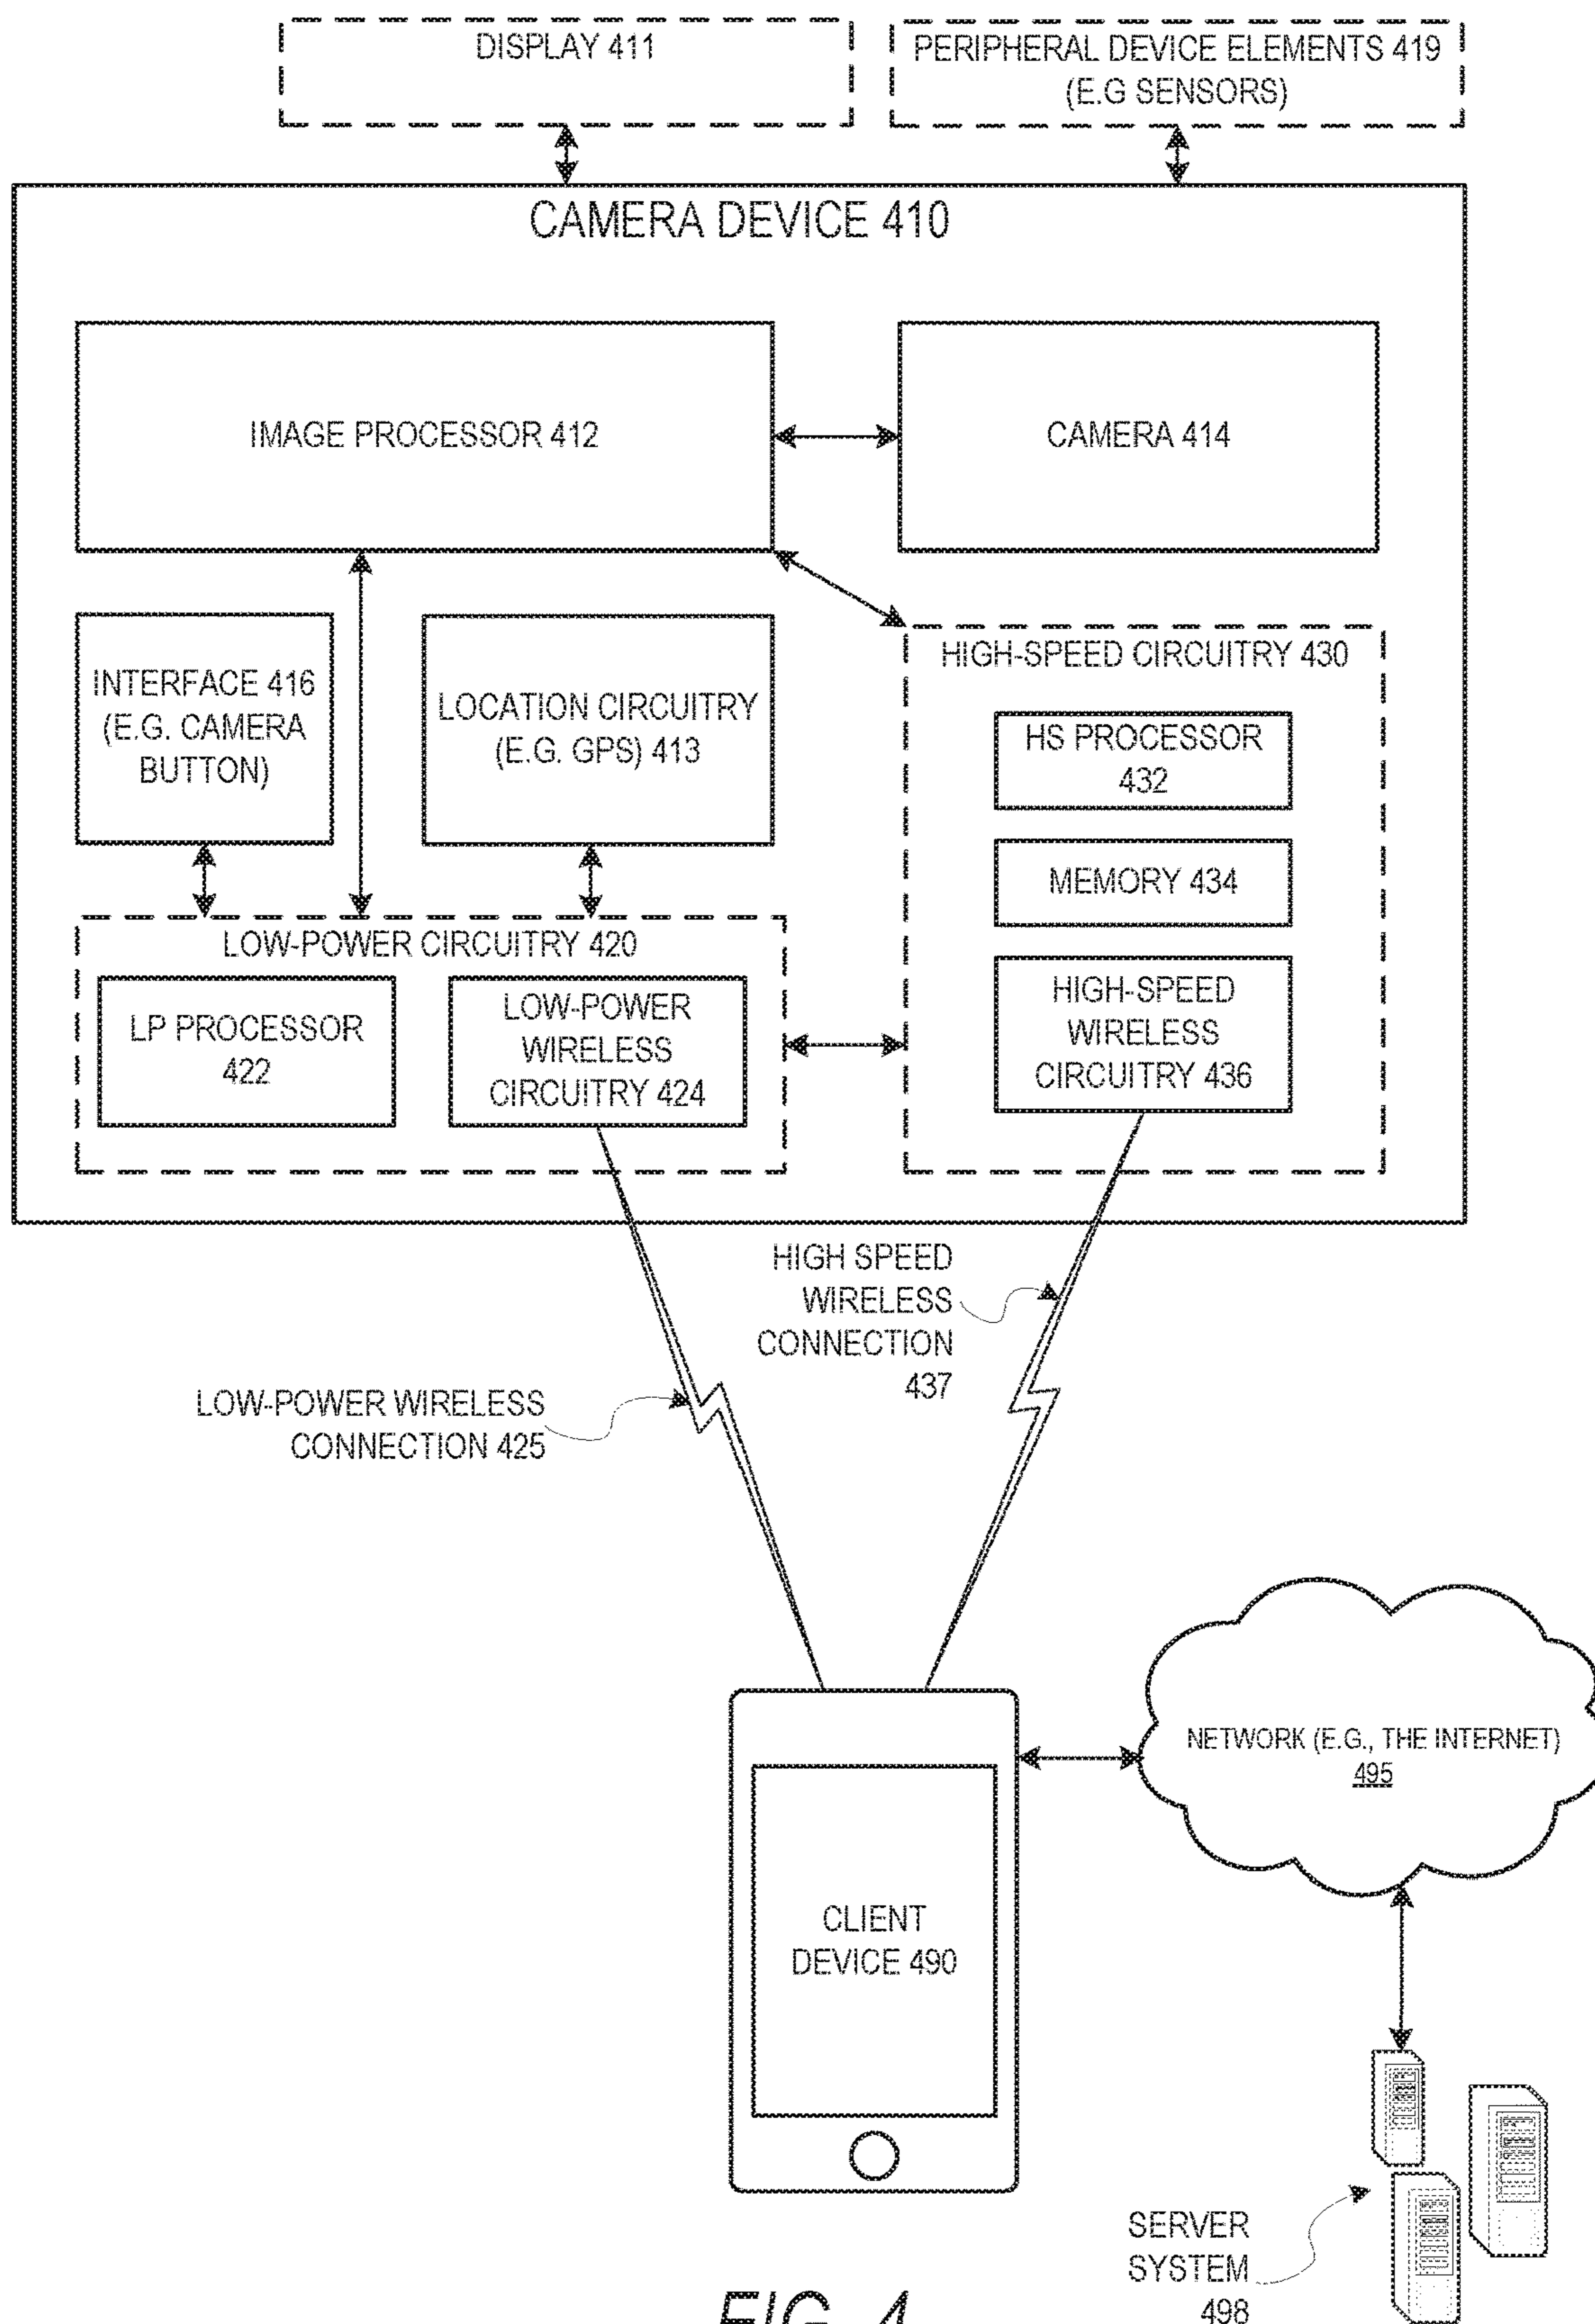 DISPLAY 411
PERIPHERAL DEVICE ELEMENTS 419
(E.G SENSORS)
CAMERA DEVICE 410
IMAGE PROCESSOR 412
CAMERA 414
INTERFACE 416
(E.G. CAMERA
BUTTON)
LOCATION CIRCUITRY
(E.G. GPS) 413
HIGH-SPEED CIRCUITRY 430
HS PROCESSOR
432
MEMORY 434
HIGH-SPEED
WIRELESS
CIRCUITRY 436
LOW-POWER CIRCUITRY 420
LP PROCESSOR
422
LOW-POWER
WIRELESS
CIRCUITRY 424
HIGH SPEED
WIRELESS
CONNECTION
437
LOW-POWER WIRELESS
CONNECTION 425
NETWORK (E.G., THE INTERNET)
495
CLIENT
DEVICE 490
SERVER
SYSTEM
498
FIG. 4